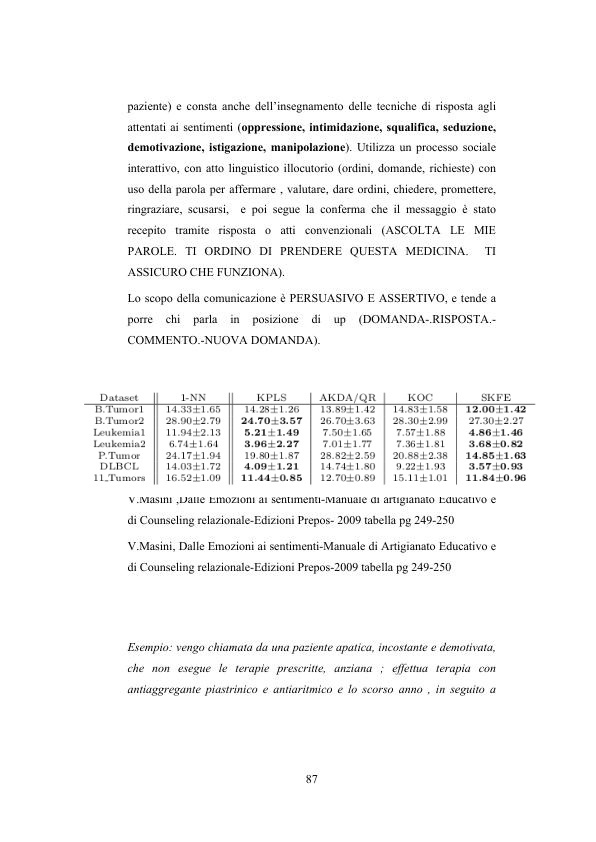 paziente) e consta anche dell'insegnamento delle tecniche di risposta agli
attentati ai sentimenti (oppressione, intimidazione, squalifica, seduzione,
demotivazione, istigazione, manipolazione). Utilizza un processo sociale
interattivo, con atto linguistico illocutorio (ordini, domande, richieste) con
uso della parola per affermare , valutare, dare ordini, chiedere, promettere,
ringraziare, scusarsi, e poi segue la conferma che il messaggio è stato
recepito tramite risposta o atti convenzionali (ASCOLTA LE MIE
PAROLE. TI ORDINO DI PRENDERE QUESTA MEDICINA. TI
ASSICURO CHE FUNZIONA).
Lo scopo della comunicazione è PERSUASIVO E ASSERTIVO, e tende a
porre chi parla in posizione di up (DOMANDA-.RISPOSTA.-
COMMENTO.-NUOVA DOMANDA).
Dataset 1-NN KPLS AKDA/QR KOC SKFE
B.Tumor1 14.33±1.65 14.28±1.26 13.89±1.42 14.83±1.58 12.00±1.42
B.Tumor2 28.90±2.79 24.70±3.57 26.70±3.63 28.30±2.99 27.30±2.27
Leukemia1 11.94±2.13 5.21±1.49 7.50±1.65 7.57±1.88 4.86±1.46
Leukemia2 6.74±1.64 3.96±2.27 7.01±1.77 7.36±1.81 3.68±0.82
P.Tumor 24.17±1.94 19.80±1.87 28.82±2.59 20.88±2.38 14.85±1.63
DLBCL 14.03±1.72 4.09±1.21 14.74±1.80 9.22±1.93 3.57±0.93
11_Tumors 16.52±1.09 11.44±0.85 12.70±0.89 15.11±1.01 11.84±0.96
V.Masini ,Dalle Emozioni ai sentimenti-Manuale di artigianato Educativo e
di Counseling relazionale-Edizioni Prepos- 2009 tabella pg 249-250
V.Masini, Dalle Emozioni ai sentimenti-Manuale di Artigianato Educativo e
di Counseling relazionale-Edizioni Prepos-2009 tabella pg 249-250
Esempio: vengo chiamata da una paziente apatica, incostante e demotivata,
che non esegue le terapie prescritte, anziana ; effettua terapia con
antiaggregante piastrinico e antiaritmico e lo scorso anno , in seguito a
87